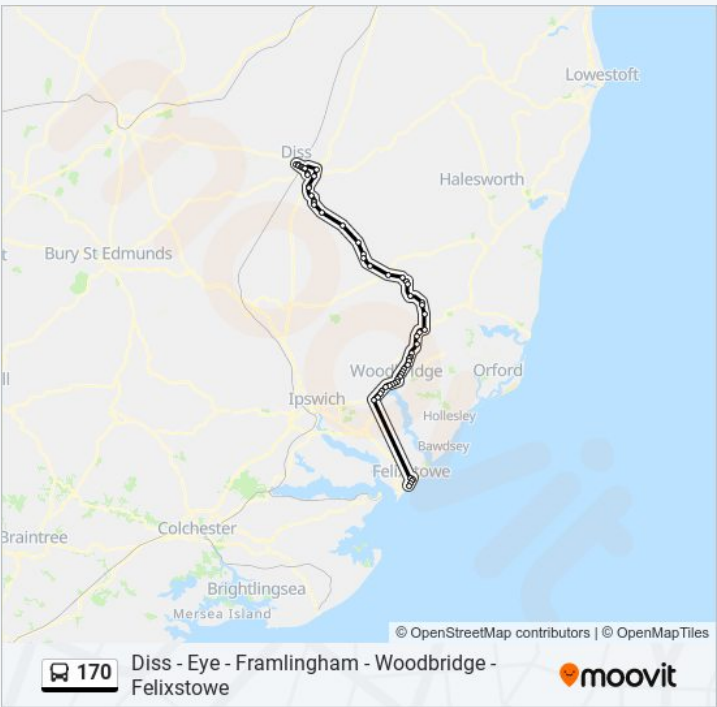 Lowestoft
Diss
Halesworth
t
Bury St Edmunds
Woodbridge
Orford
ll
Ipswich
Hollesley
Bawdsey
Felixstowe
Colchester
Braintree
Brightlingsea
Mersea Island
© OpenStreetMap contributors | © OpenMapTiles
170
Diss - Eye - Framlingham - Woodbridge -
Felixstowe
moovit